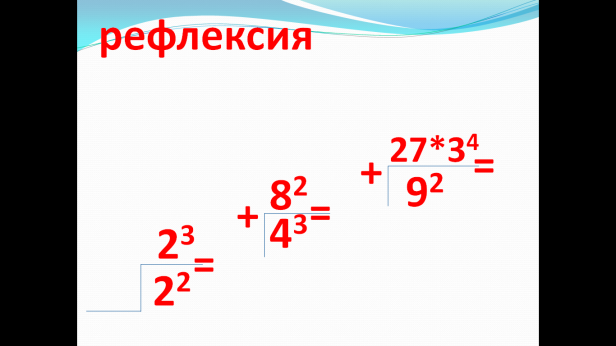 рефлексия
+ 27*3⁴ =
9²
+ 8² =
4³
2³ =
2²